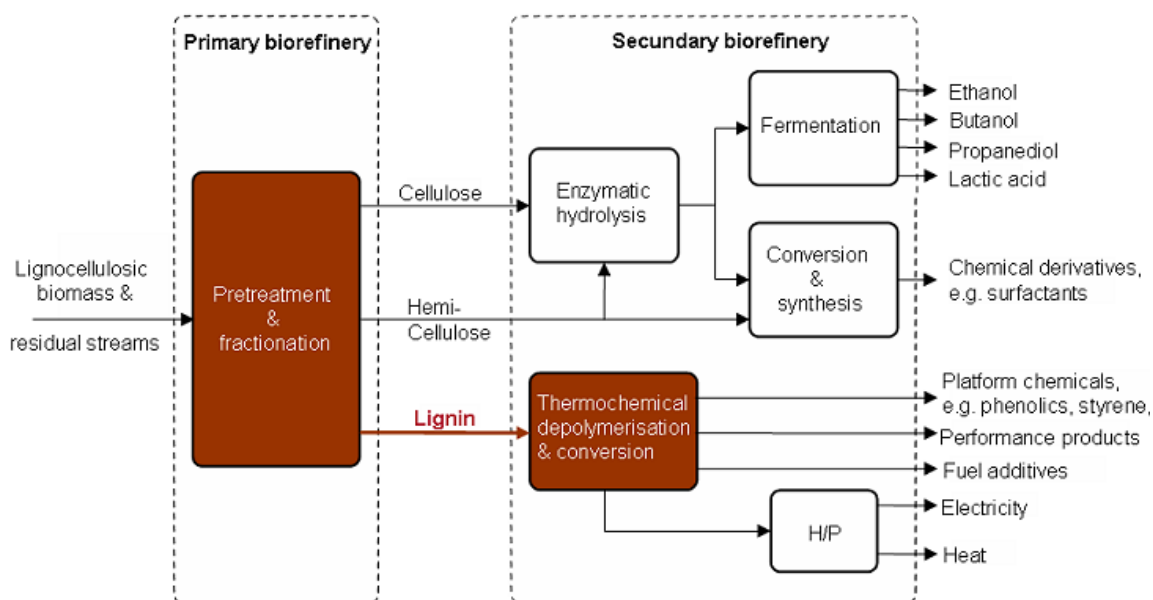 Primary biorefinery
Secundary biorefinery
Lignocellulosic
biomass &
residual streams
Pretreatment
&
fractionation
Cellulose
Hemi-
Cellulose
Lignin
Enzymatic
hydrolysis
Fermentation
Ethanol
Butanol
Propanediol
Lactic acid
Conversion
&
synthesis
Chemical derivatives,
e.g. surfactants
Thermochemical
depolymerisation
& conversion
Platform chemicals,
e.g. phenolics, styrene,
Performance products
Fuel additives
H/P
Electricity
Heat